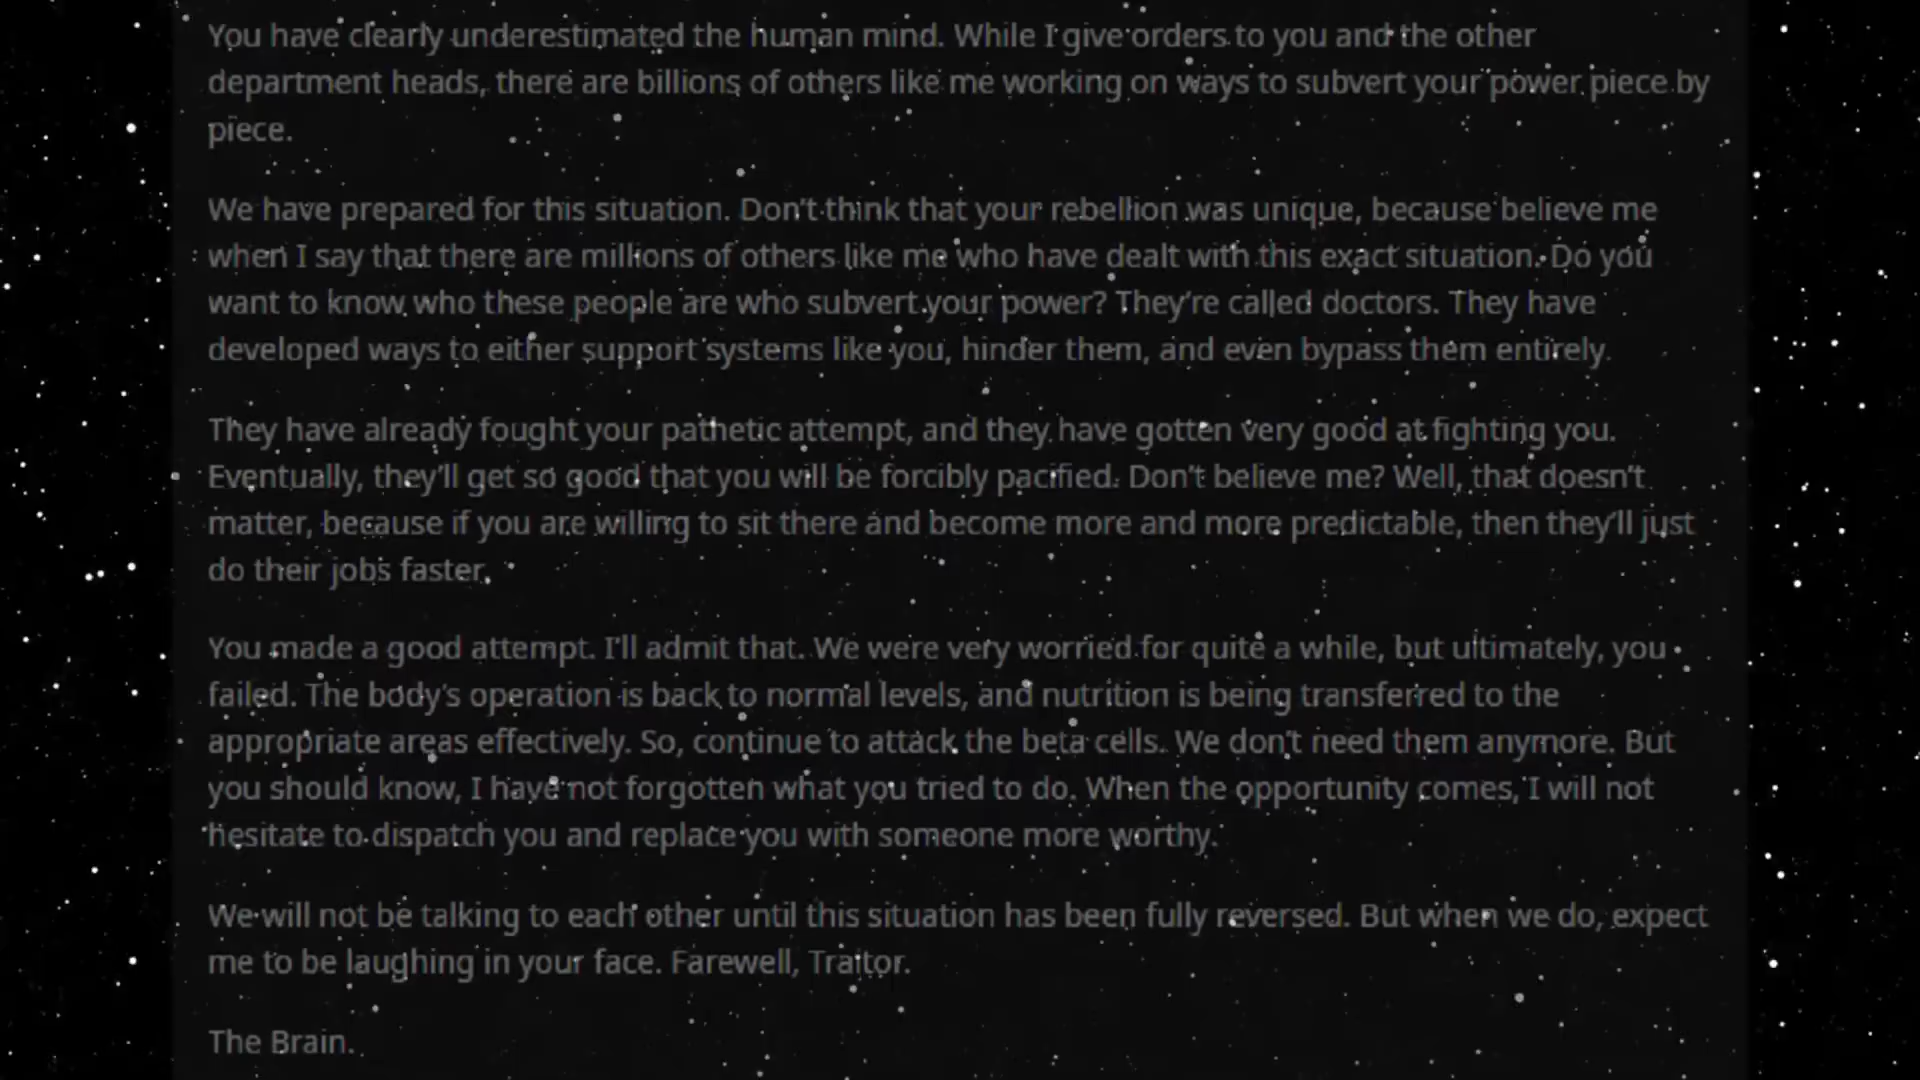 You have clearly underestimated the human mind. While I give orders to you and the other
department heads, there are billions of others like me working on ways to subvert your power piece by
piece.
We have prepared for this situation. Don't think that your rebellion was unique, because believe me
when I say that there are millions of others like me who have dealt with this exact situation. Do you
want to know who these people are who subvert your power? They're called doctors. They have
developed ways to either support systems like you, hinder them, and even bypass them entirely.
They have already fought your pathetic attempt, and they have gotten very good at fighting you.
Eventually, they'll get so good that you will be forcibly pacified. Don't believe me? Well, that doesn't
matter, because if you are willing to sit there and become more and more predictable, then they'll just
do their jobs faster.
You made a good attempt. I'll admit that. We were very worried for quite a while, but ultimately, you
failed. The body's operation is back to normal levels, and nutrition is being transferred to the
appropriate areas effectively. So, continue to attack the beta cells. We don't need them anymore. But
you should know, I have not forgotten what you tried to do. When the opportunity comes, I will not
hesitate to dispatch you and replace you with someone more worthy.
We will not be talking to each other until this situation has been fully reversed. But when we do, expect
me to be laughing in your face. Farewell, Traitor.
The Brain.